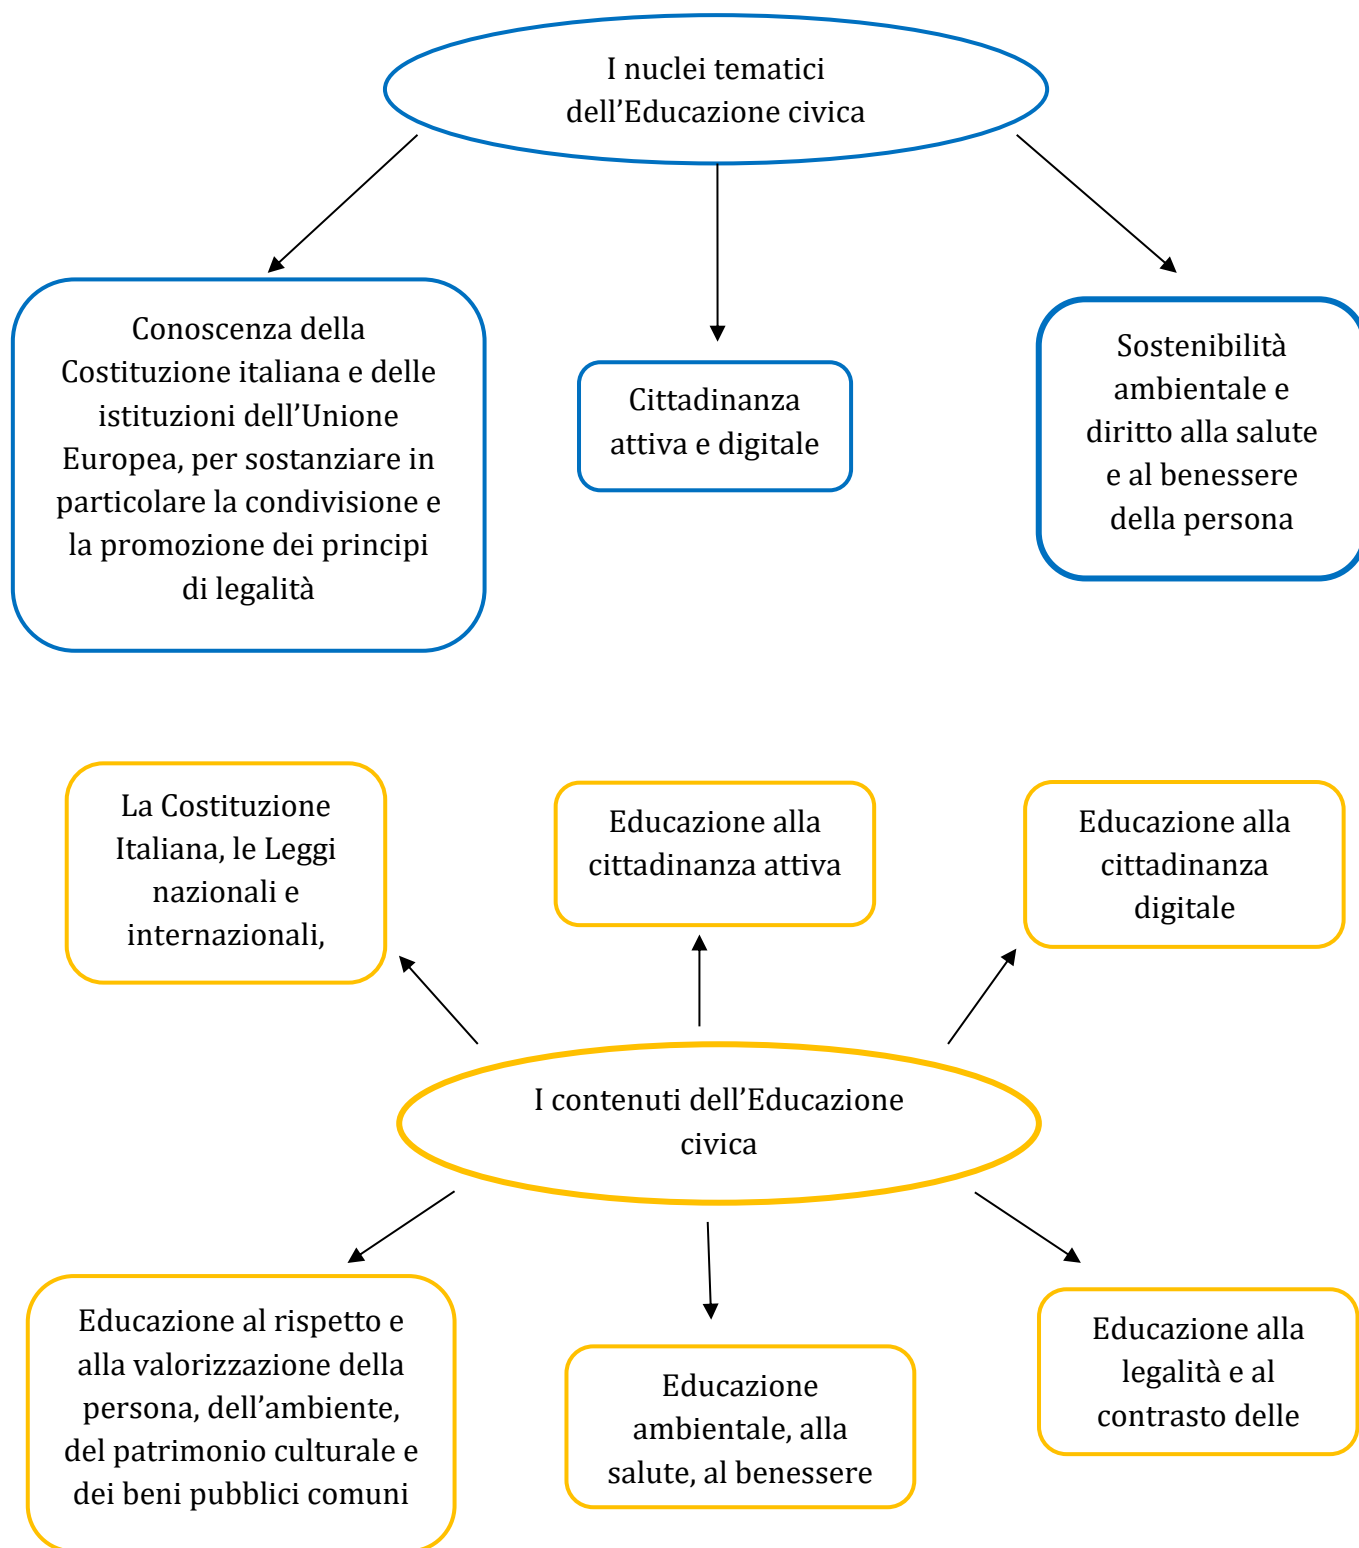 I nuclei tematici
dell’Educazione civica
Conoscenza della
Costituzione italiana e delle
istituzioni dell’Unione
Europea, per sostanziare in
particolare la condivisione e
la promozione dei principi
di legalità
Cittadinanza
attiva e digitale
Sostenibilità
ambientale e
diritto alla salute
e al benessere
della persona
La Costituzione
Italiana, le Leggi
nazionali e
internazionali,
Educazione alla
cittadinanza attiva
Educazione alla
cittadinanza
digitale
I contenuti dell’Educazione
civica
Educazione al rispetto e
alla valorizzazione della
persona, dell’ambiente,
del patrimonio culturale e
dei beni pubblici comuni
Educazione
ambientale, alla
salute, al benessere
Educazione alla
legalità e al
contrasto delle